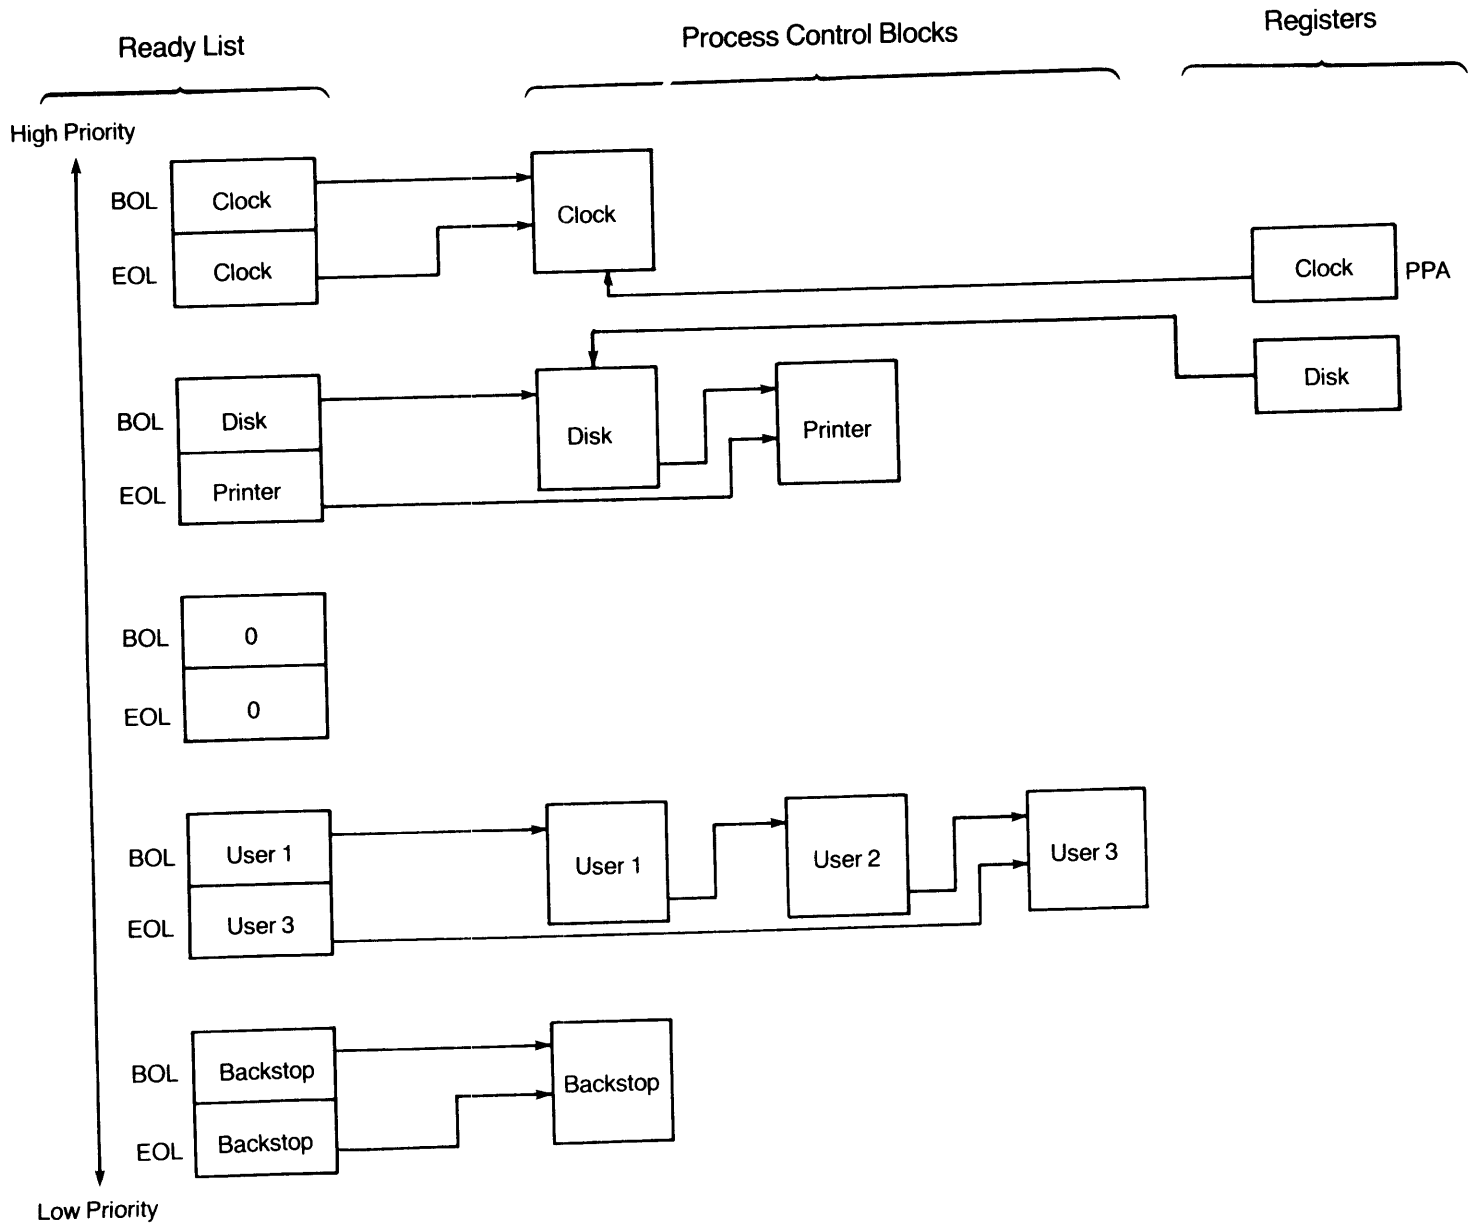 Ready List
Process Control Blocks
Registers
High Priority
BOL
Clock
EOL
Clock
Clock
Clock
PPA
BOL
Disk
EOL
Printer
Disk
Printer
Disk
BOL
0
EOL
0
BOL
User 1
EOL
User 3
User 1
User 2
User 3
BOL
Backstop
EOL
Backstop
Backstop
Low Priority